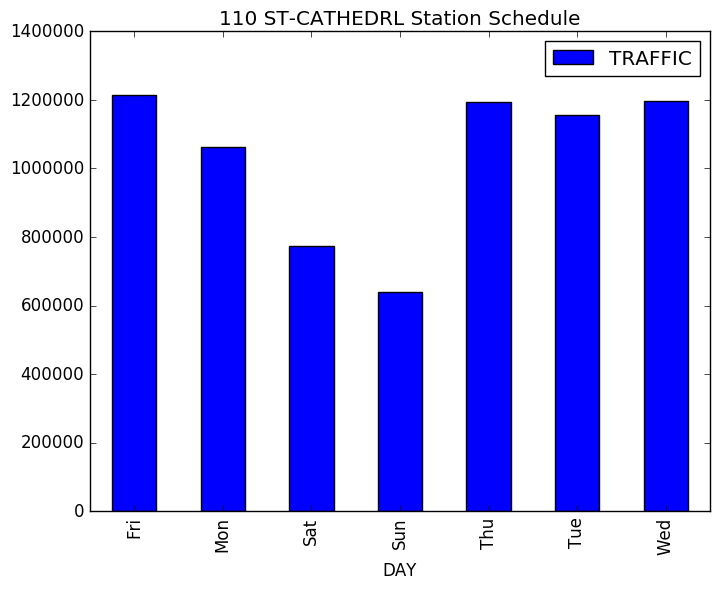 110 ST-CATHEDRL Station Schedule
TRAFFIC
1400000
1200000
1000000
800000
600000
400000
200000
0
Fri
Mon
Sat
Sun
Thu
Tue
Wed
DAY